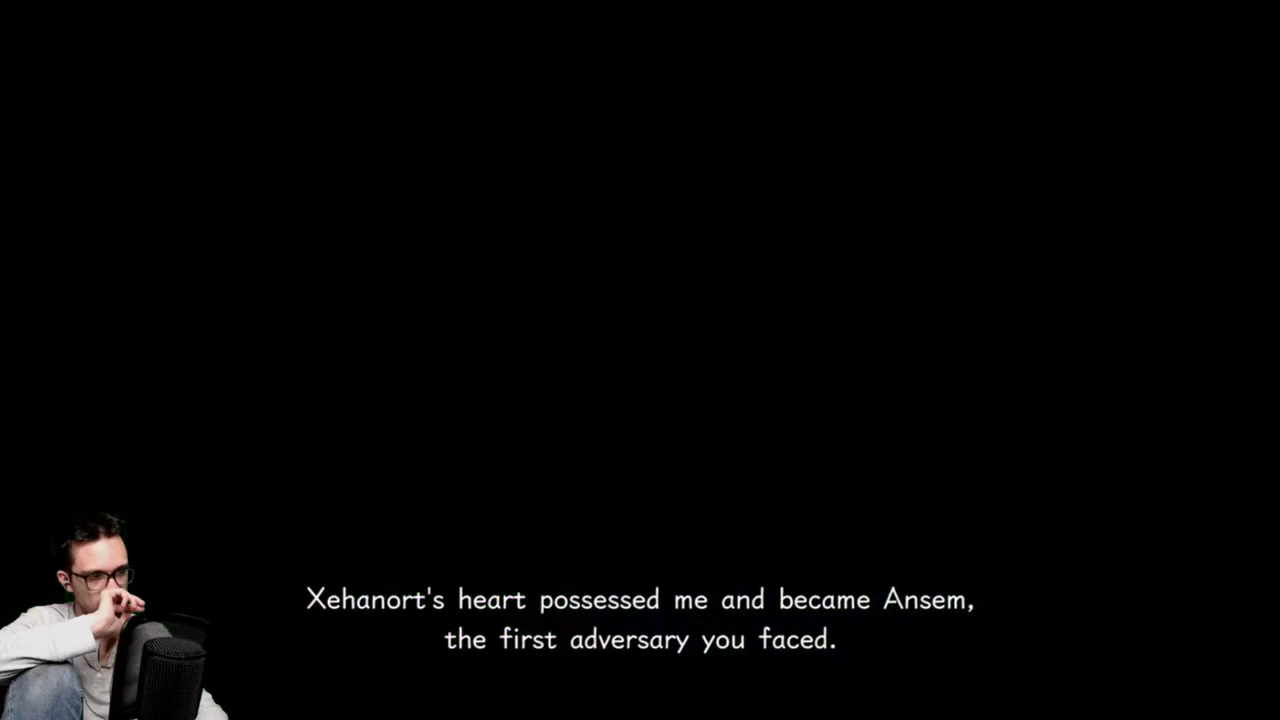 Xehanort's heart possessed me and became Ansem,
the first adversary you faced.